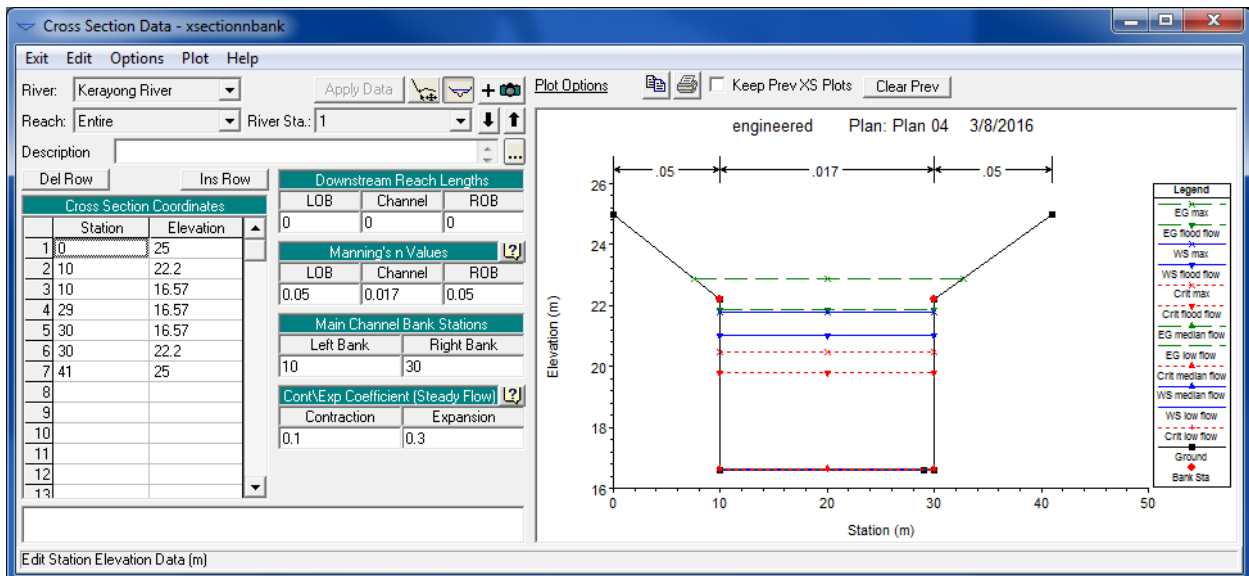 Cross Section Data - xsectionnbank
Exit Edit Options Plot Help
River: Kerayong River
Apply Data
Plot Options
Keep Prev XS Plots
Clear Prev
Reach: Entire
River Sta.: 1
Description
...
Del Row
Ins Row
Cross Section Coordinates
Station Elevation
1 0 25
2 10 22.2
3 10 16.57
4 29 16.57
5 30 16.57
6 30 22.2
7 41 25
8
9
10
11
12
13
Downstream Reach Lengths
LOB Channel ROB
0 0 0
Manning's n Values
LOB Channel ROB
0.05 0.017 0.05
Main Channel Bank Stations
Left Bank Right Bank
10 30
Cont\Exp Coefficient (Steady Flow)
Contraction Expansion
0.1 0.3
engineered Plan: Plan 04 3/8/2016
.05 .017 .05
26
24
22
20
18
16
Elevation (m)
0 10 20 30 40 50
Station (m)
Legend
EG max
EG flood flow
WS max
WS flood flow
Crit max
Crit flood flow
EG median flow
EG low flow
Crit median flow
WS median flow
WS low flow
Crit low flow
Ground
Bank Sta
Edit Station Elevation Data (m)